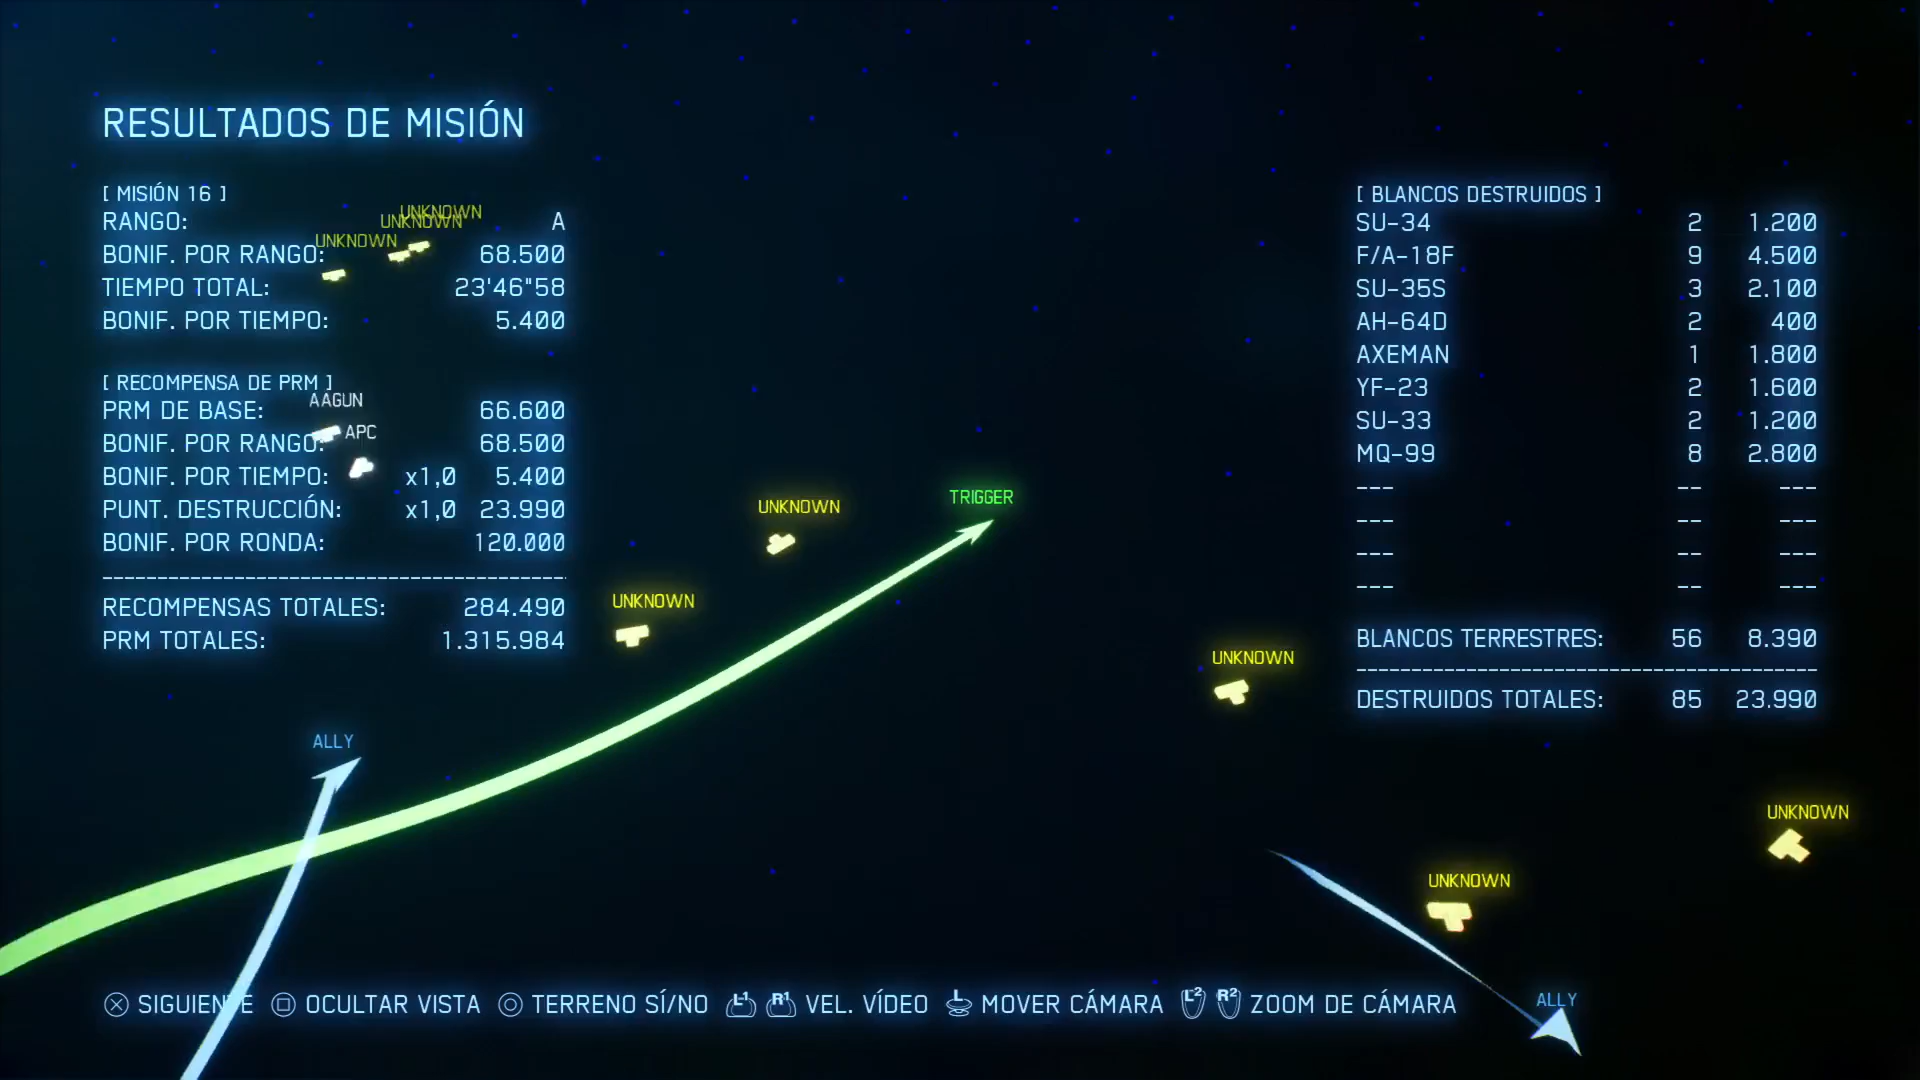 RESULTADOS DE MISIÓN
[ MISIÓN 16 ]
RANGO: A
BONIF. POR RANGO: 68.500
TIEMPO TOTAL: 23'46"58
BONIF. POR TIEMPO: 5.400
[ RECOMPENSA DE PRM ]
PRM DE BASE: 66.600
BONIF. POR RANGO: 68.500
BONIF. POR TIEMPO: x1,0 5.400
PUNT. DESTRUCCIÓN: x1,0 23.990
BONIF. POR RONDA: 120.000
RECOMPENSAS TOTALES: 284.490
PRM TOTALES: 1.315.984
UNKNOWN
UNKNOWN
UNKNOWN
AAGUN
APC
UNKNOWN
TRIGGER
UNKNOWN
UNKNOWN
ALLY
UNKNOWN
UNKNOWN
ALLY
[ BLANCOS DESTRUIDOS ]
SU-34 2 1.200
F/A-18F 9 4.500
SU-35S 3 2.100
AH-64D 2 400
AXEMAN 1 1.800
YF-23 2 1.600
SU-33 2 1.200
MQ-99 8 2.800
--- -- ---
--- -- ---
--- -- ---
--- -- ---
BLANCOS TERRESTRES: 56 8.390
DESTRUIDOS TOTALES: 85 23.990
SIGUIENTE OCULTAR VISTA TERRENO SÍ/NO L1 R1 VEL. VÍDEO L MOVER CÁMARA L2 R2 ZOOM DE CÁMARA